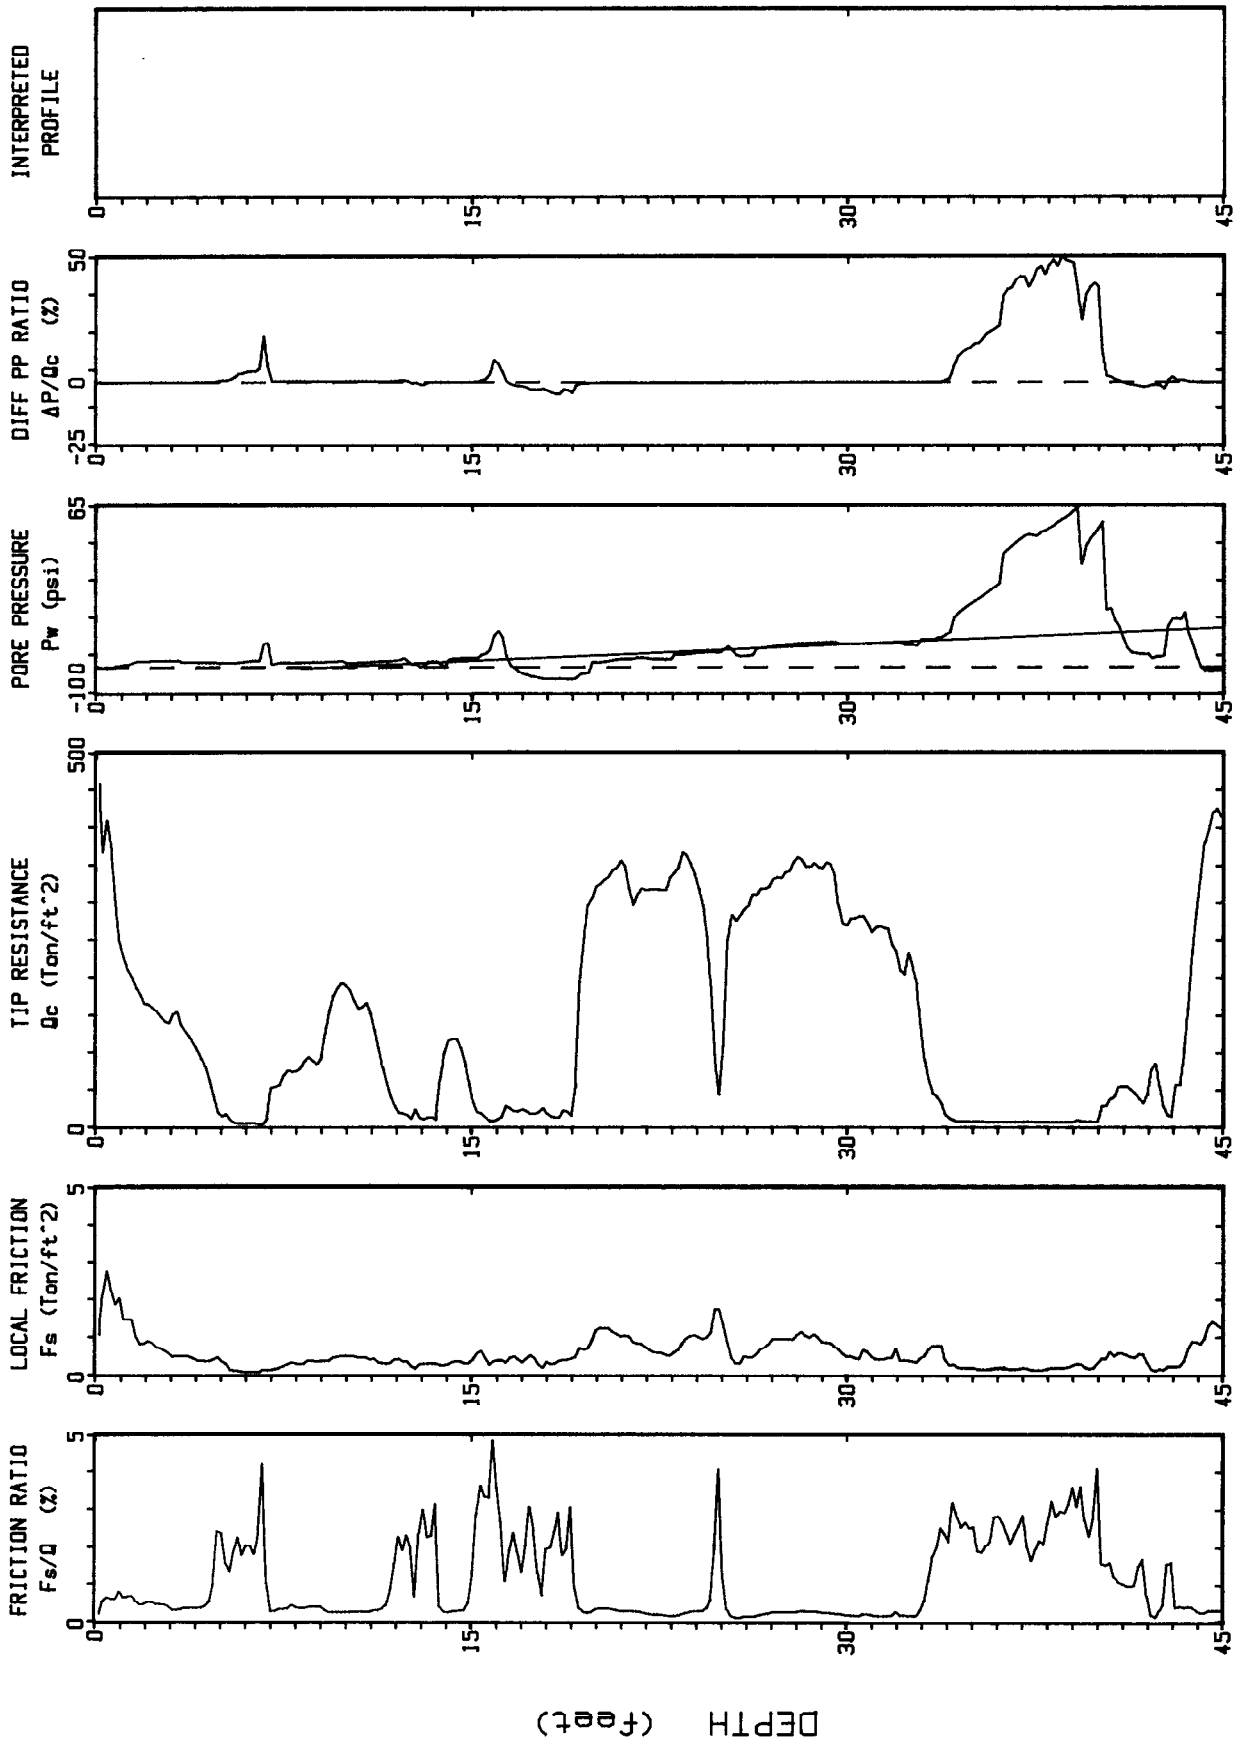 INTERPRETED
PROFILE
0
15
30
45
DIFF PP RATIO
ΔP/Qc (%)
50
0
-25
0
15
30
45
PORE PRESSURE
Pw (psi)
65
-10
0
15
30
45
TIP RESISTANCE
Qc (Ton/ft^2)
500
0
0
15
30
45
LOCAL FRICTION
Fs (Ton/ft^2)
5
0
0
15
30
45
FRICTION RATIO
Fs/Q (%)
5
0
0
15
30
45
DEPTH (feet)